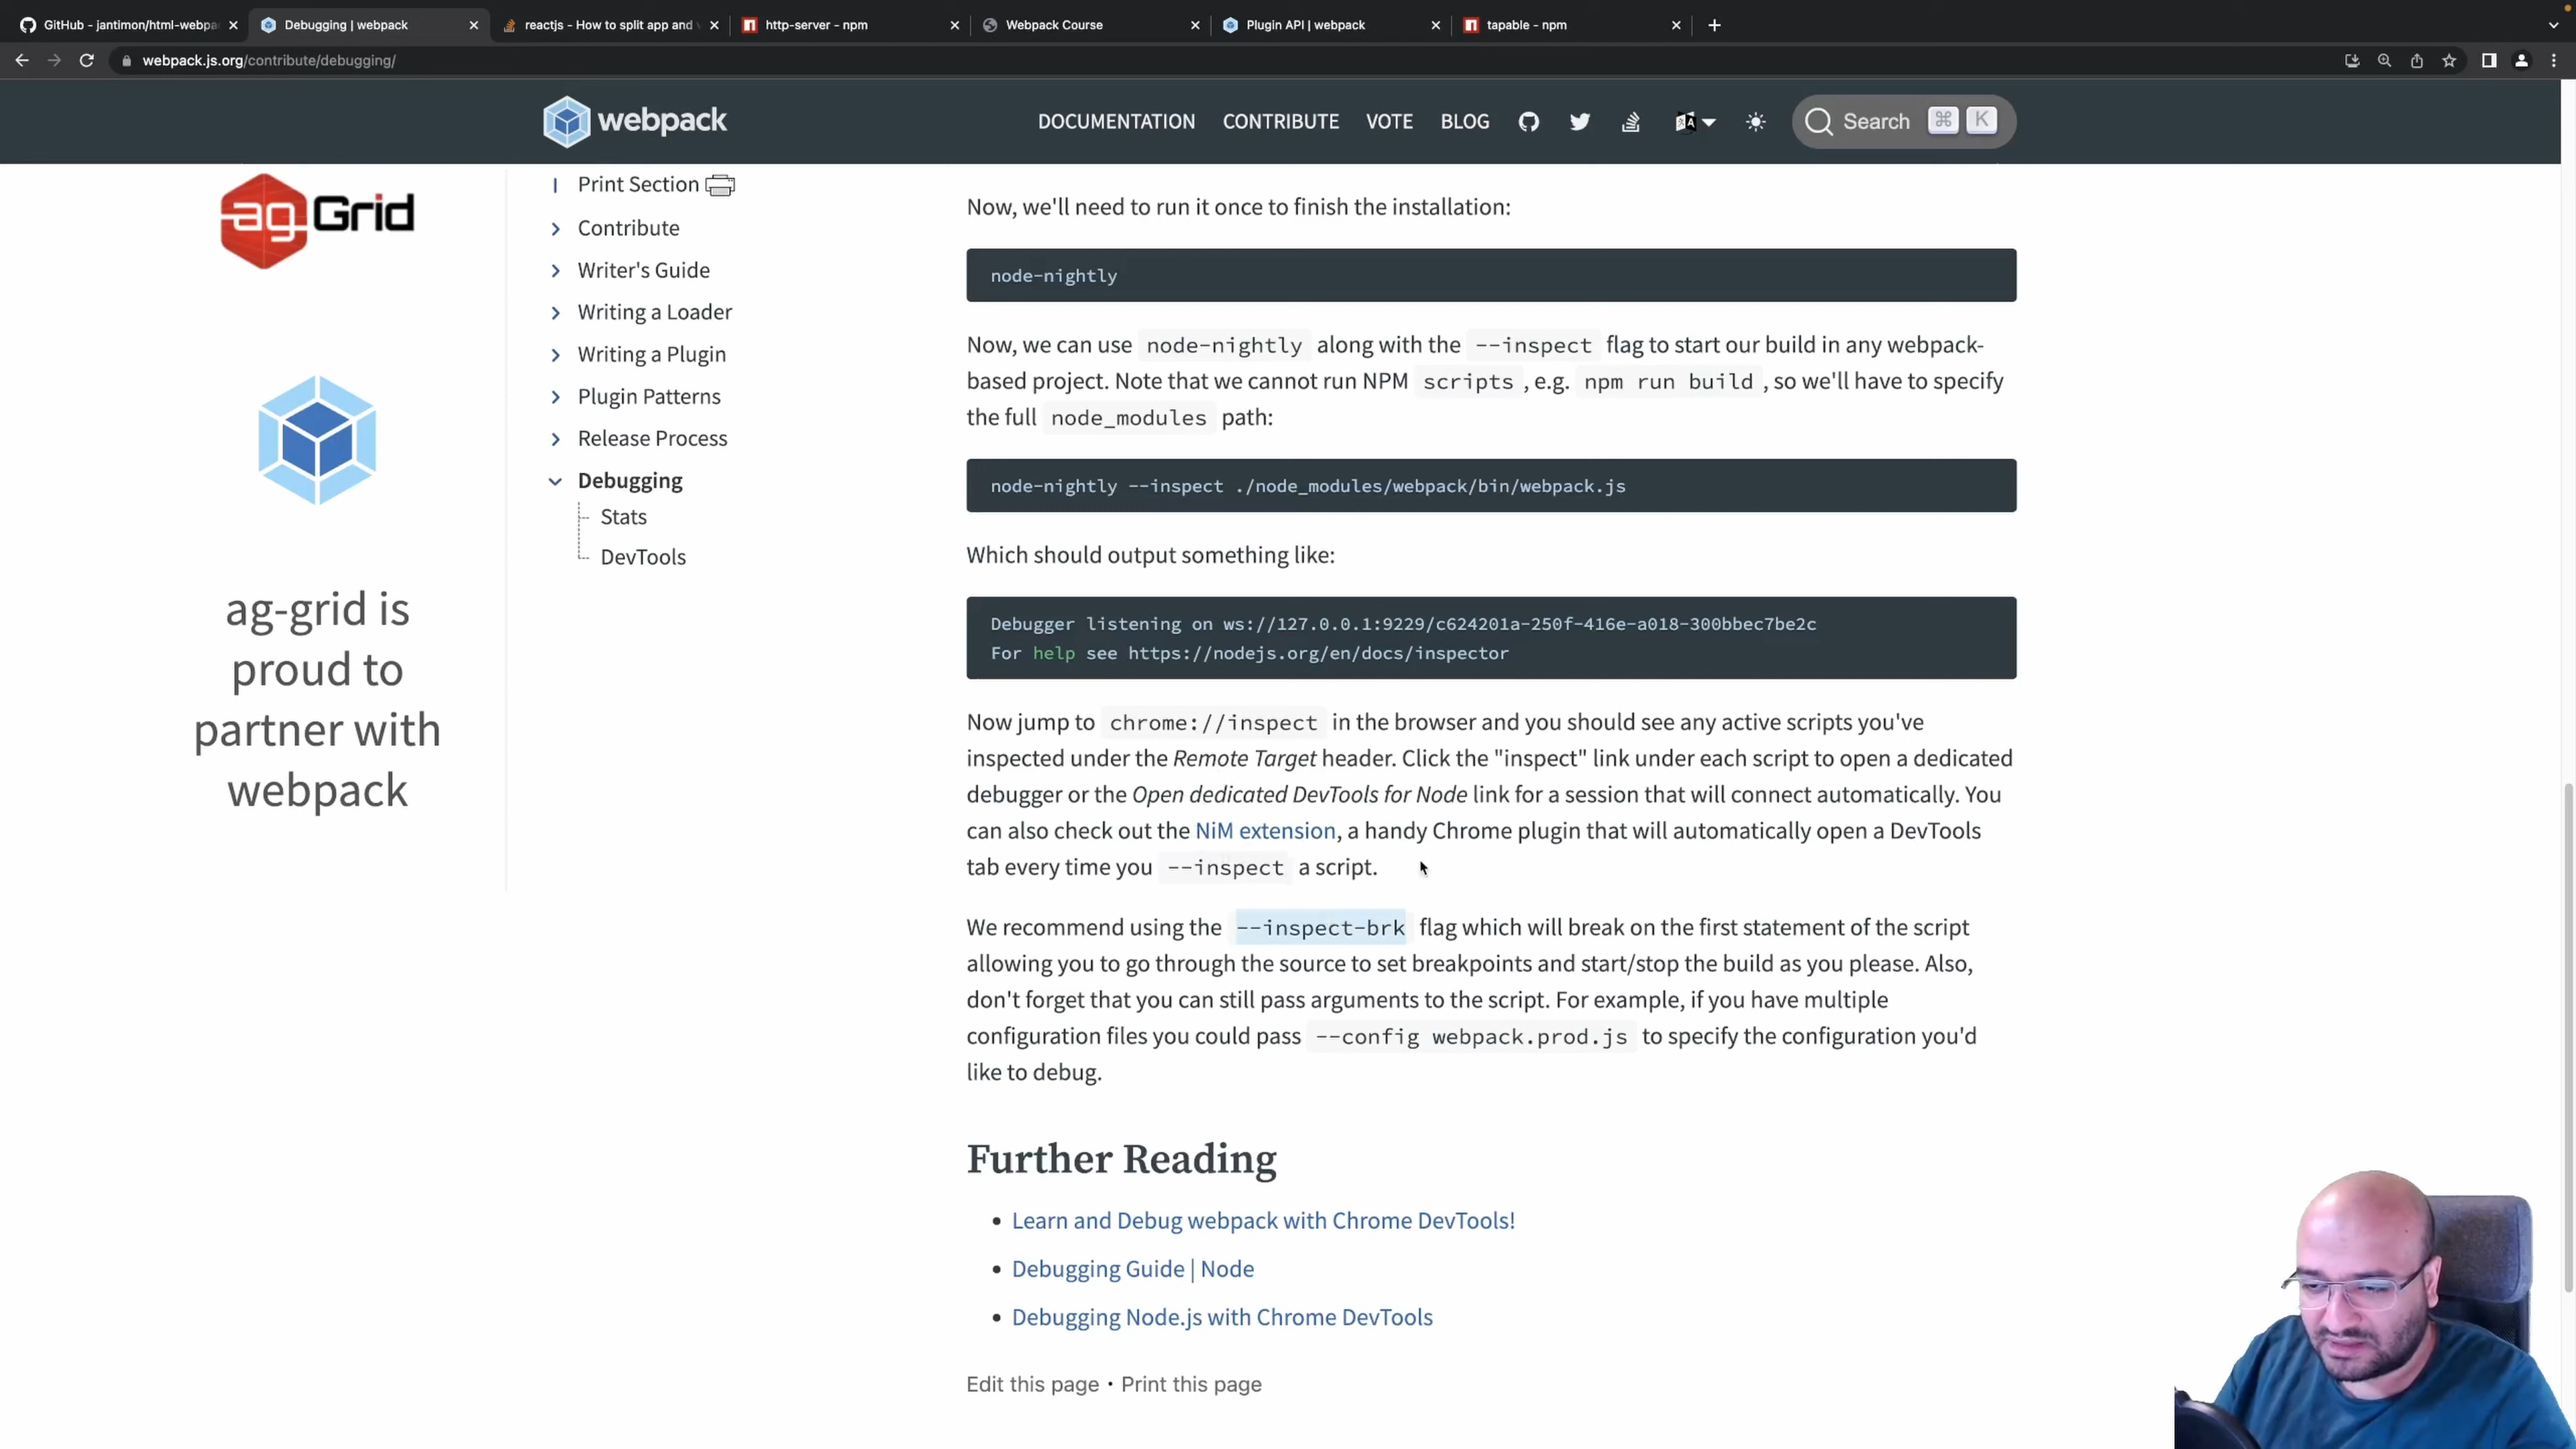 GitHub - jantimon/html-webpa
Debugging | webpack
reactjs - How to split app and
http-server - npm
Webpack Course
Plugin API | webpack
tapable - npm
webpack.js.org/contribute/debugging/
webpack
DOCUMENTATION
CONTRIBUTE
VOTE
BLOG
Search ⌘ K
ag Grid
ag-grid is
proud to
partner with
webpack
Print Section
Contribute
Writer's Guide
Writing a Loader
Writing a Plugin
Plugin Patterns
Release Process
Debugging
Stats
DevTools
Now, we'll need to run it once to finish the installation:
node-nightly
Now, we can use node-nightly along with the --inspect flag to start our build in any webpack-
based project. Note that we cannot run NPM scripts , e.g. npm run build , so we'll have to specify
the full node_modules path:
node-nightly --inspect ./node_modules/webpack/bin/webpack.js
Which should output something like:
Debugger listening on ws://127.0.0.1:9229/c624201a-250f-416e-a018-300bbec7be2c
For help see https://nodejs.org/en/docs/inspector
Now jump to chrome://inspect in the browser and you should see any active scripts you've
inspected under the Remote Target header. Click the "inspect" link under each script to open a dedicated
debugger or the Open dedicated DevTools for Node link for a session that will connect automatically. You
can also check out the NiM extension, a handy Chrome plugin that will automatically open a DevTools
tab every time you --inspect a script.
We recommend using the --inspect-brk flag which will break on the first statement of the script
allowing you to go through the source to set breakpoints and start/stop the build as you please. Also,
don't forget that you can still pass arguments to the script. For example, if you have multiple
configuration files you could pass --config webpack.prod.js to specify the configuration you'd
like to debug.
Further Reading
• Learn and Debug webpack with Chrome DevTools!
• Debugging Guide | Node
• Debugging Node.js with Chrome DevTools
Edit this page • Print this page